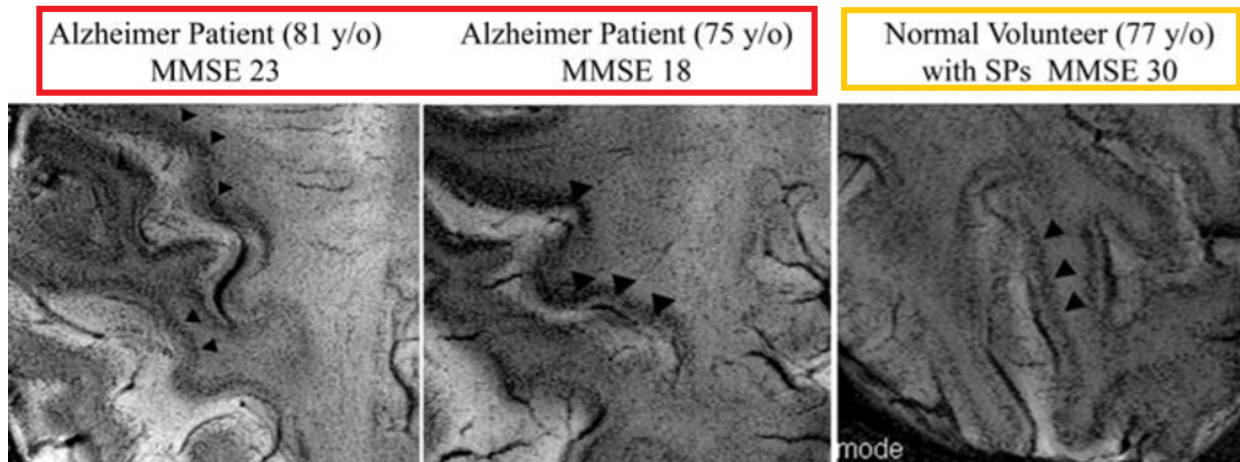 Alzheimer Patient (81 y/o)
MMSE 23
Alzheimer Patient (75 y/o)
MMSE 18
Normal Volunteer (77 y/o)
with SPs MMSE 30
mode